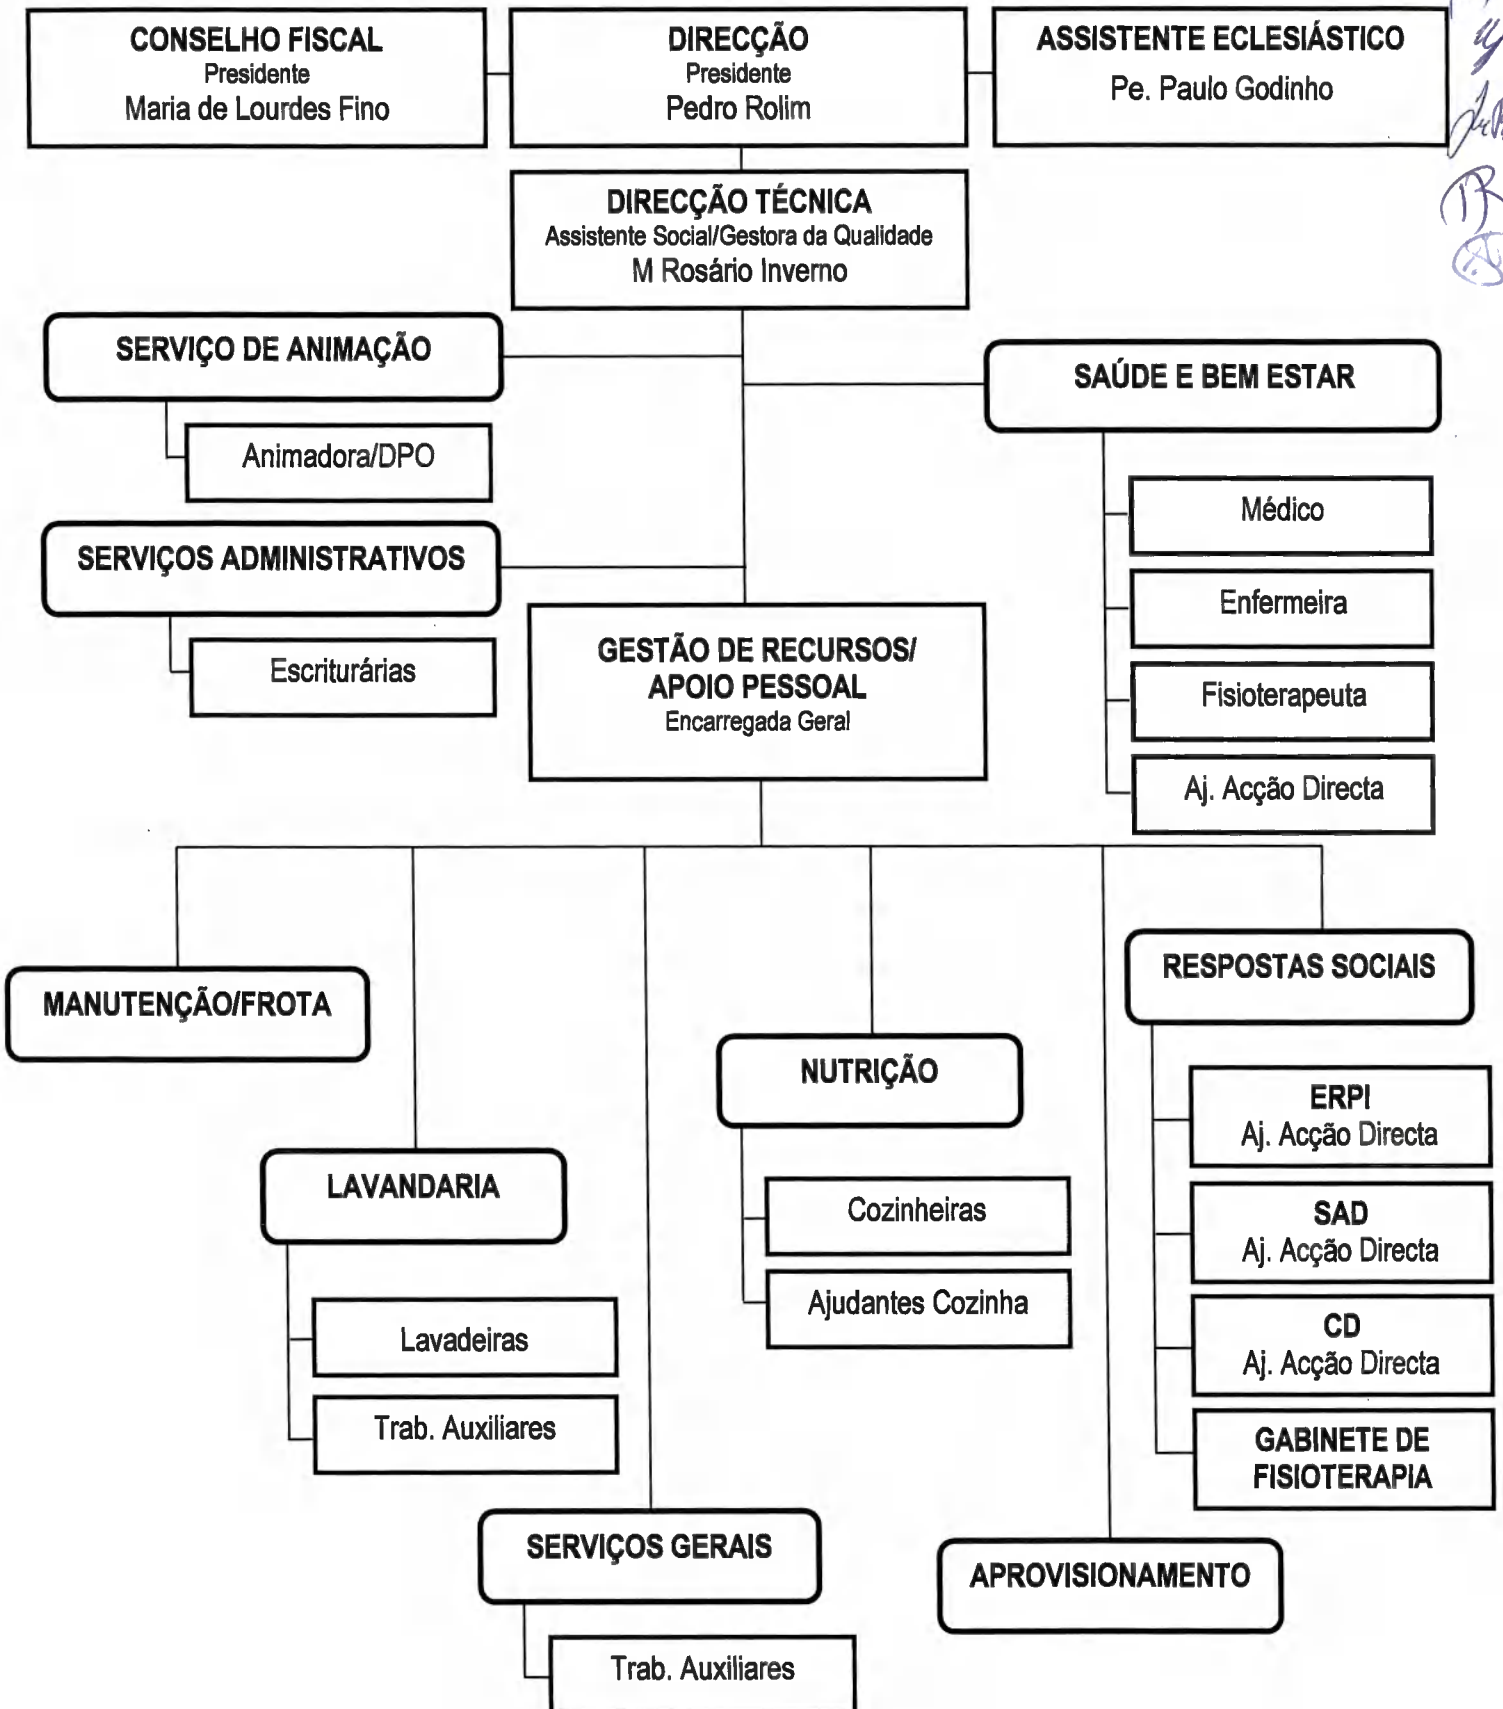 CONSELHO FISCAL
Presidente
Maria de Lourdes Fino
DIRECÇÃO
Presidente
Pedro Rolim
ASSISTENTE ECLESIÁSTICO
Pe. Paulo Godinho
DIRECÇÃO TÉCNICA
Assistente Social/Gestora da Qualidade
M Rosário Inverno
SERVIÇO DE ANIMAÇÃO
Animadora/DPO
SAÚDE E BEM ESTAR
Médico
Enfermeira
Fisioterapeuta
Aj. Acção Directa
SERVIÇOS ADMINISTRATIVOS
Escriturárias
GESTÃO DE RECURSOS/
APOIO PESSOAL
Encarregada Geral
MANUTENÇÃO/FROTA
LAVANDARIA
Lavadeiras
Trab. Auxiliares
SERVIÇOS GERAIS
Trab. Auxiliares
NUTRIÇÃO
Cozinheiras
Ajudantes Cozinha
APROVISIONAMENTO
RESPOSTAS SOCIAIS
ERPI
Aj. Acção Directa
SAD
Aj. Acção Directa
CD
Aj. Acção Directa
GABINETE DE
FISIOTERAPIA